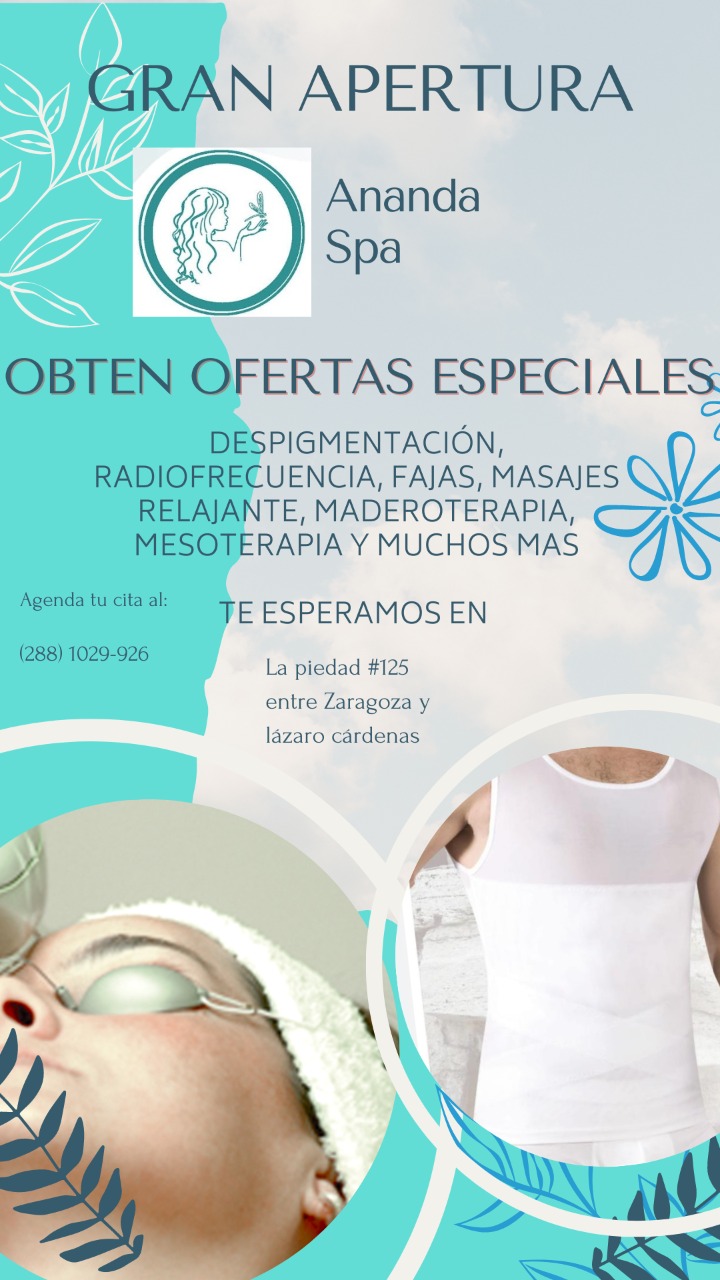 GRAN APERTURA
Ananda
Spa
OBTEN OFERTAS ESPECIALES
DESPIGMENTACIÓN,
RADIOFRECUENCIA, FAJAS, MASAJES
RELAJANTE, MADEROTERAPIA,
MESOTERAPIA Y MUCHOS MAS
Agenda tu cita al:
(288) 1029-926
TE ESPERAMOS EN
La piedad #125
entre Zaragoza y
lázaro cárdenas